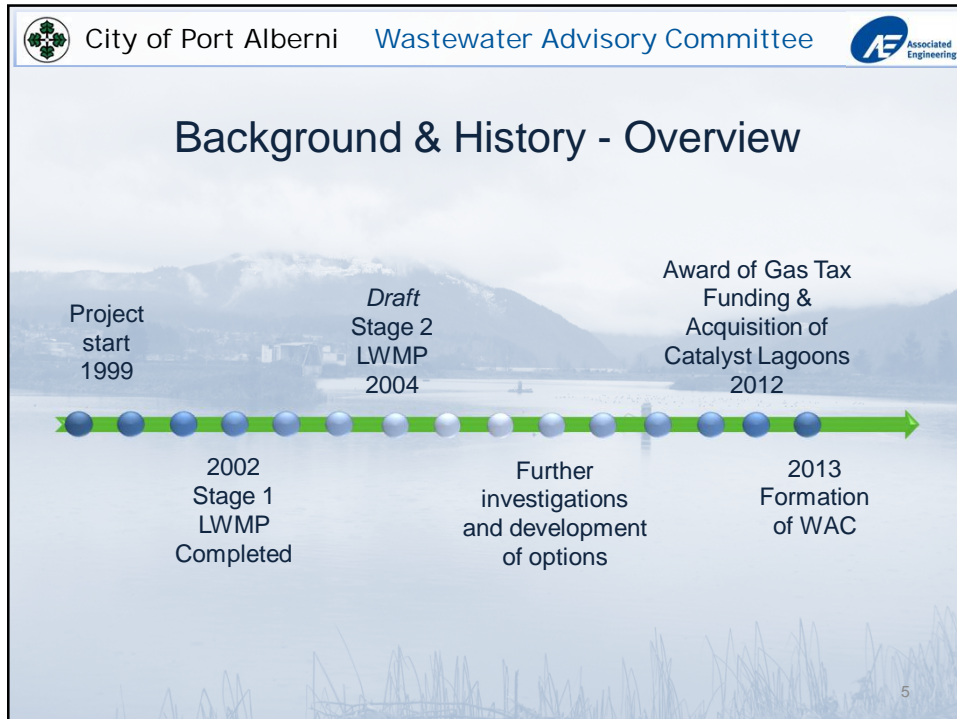 City of Port Alberni Wastewater Advisory Committee
Associated
Engineering
Background & History - Overview
Project
start
1999
Draft
Stage 2
LWMP
2004
Award of Gas Tax
Funding &
Acquisition of
Catalyst Lagoons
2012
2002
Stage 1
LWMP
Completed
Further
investigations
and development
of options
2013
Formation
of WAC
5